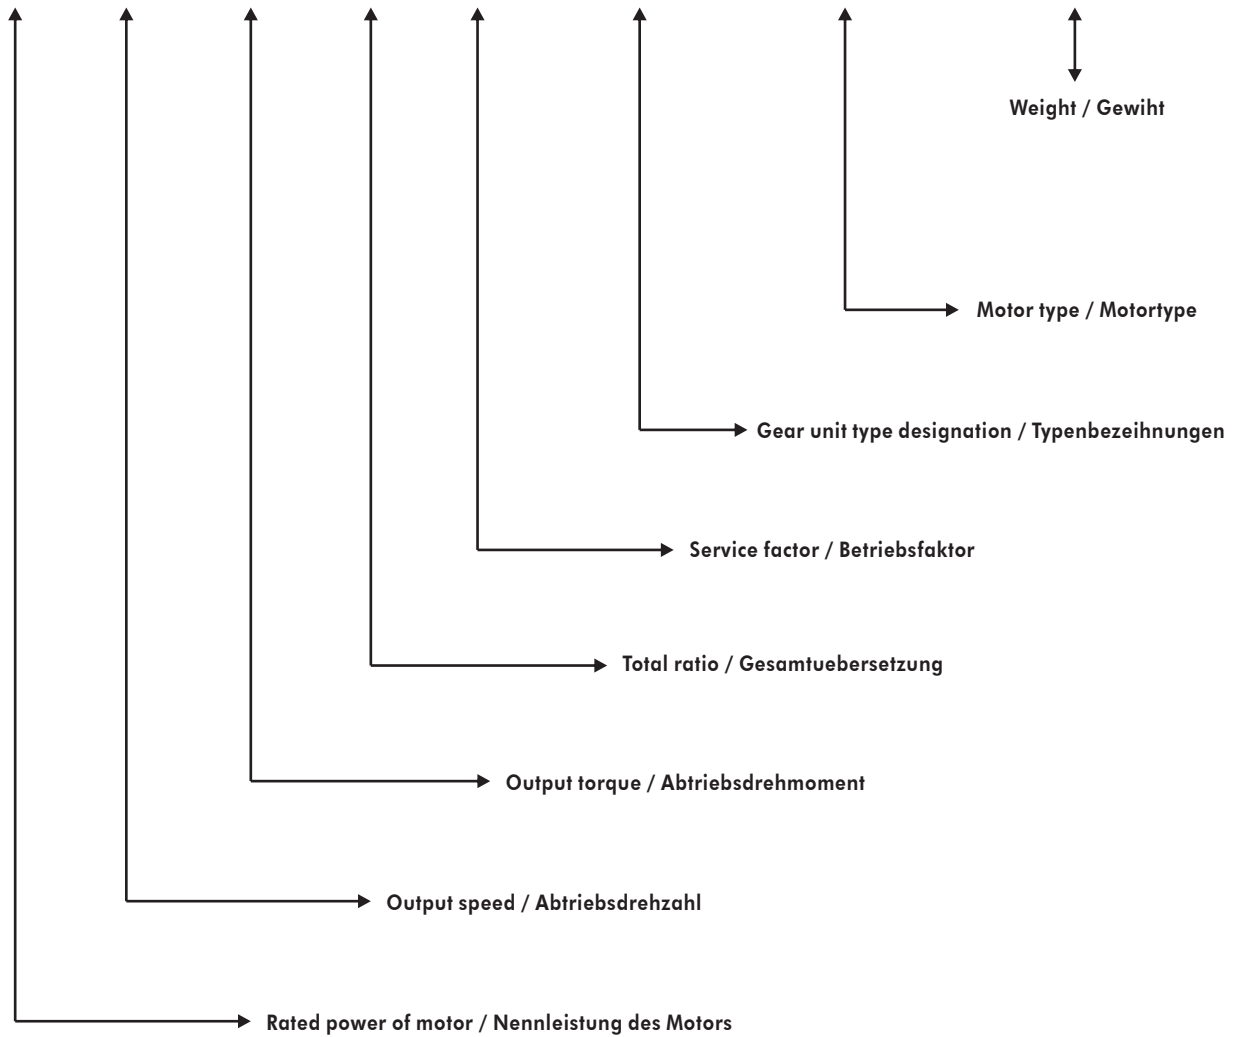 Weight / Gewiht
Motor type / Motortype
Gear unit type designation / Typenbezeihnungen
Service factor / Betriebsfaktor
Total ratio / Gesamtuebersetzung
Output torque / Abtriebsdrehmoment
Output speed / Abtriebsdrehzahl
Rated power of motor / Nennleistung des Motors